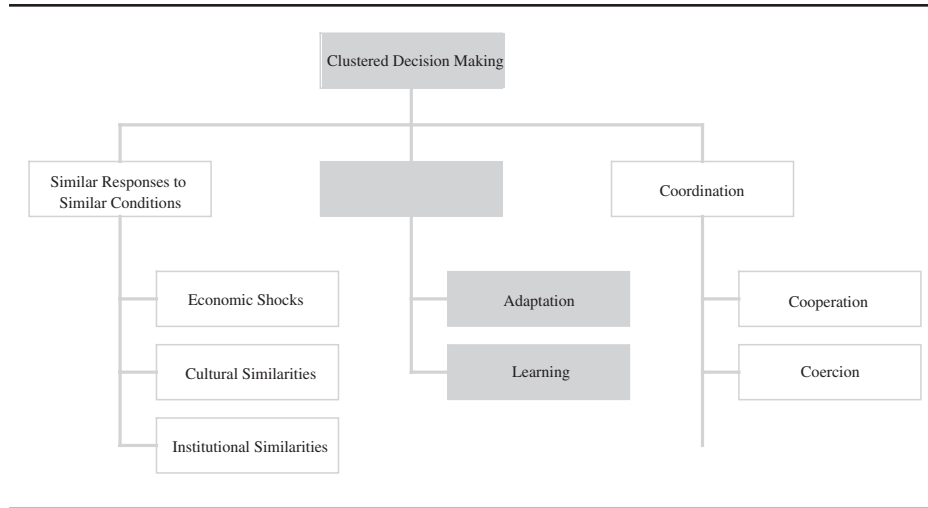 Clustered Decision Making
Similar Responses to
Similar Conditions
Coordination
Economic Shocks
Adaptation
Cooperation
Cultural Similarities
Learning
Coercion
Institutional Similarities